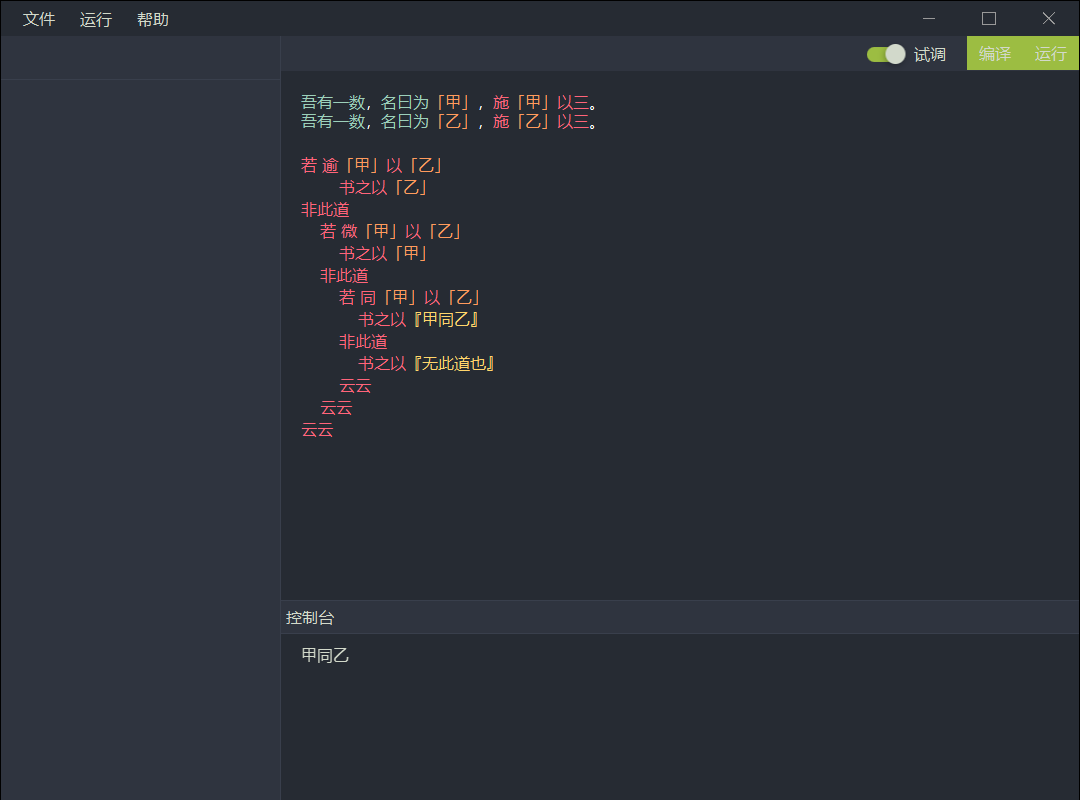 文件 运行 帮助
试调 编译 运行
吾有一数，名曰为「甲」，施「甲」以三。
吾有一数，名曰为「乙」，施「乙」以三。
若 逾「甲」以「乙」
书之以「乙」
非此道
若 微「甲」以「乙」
书之以「甲」
非此道
若 同「甲」以「乙」
书之以『甲同乙』
非此道
书之以『无此道也』
云云
云云
云云
控制台
甲同乙